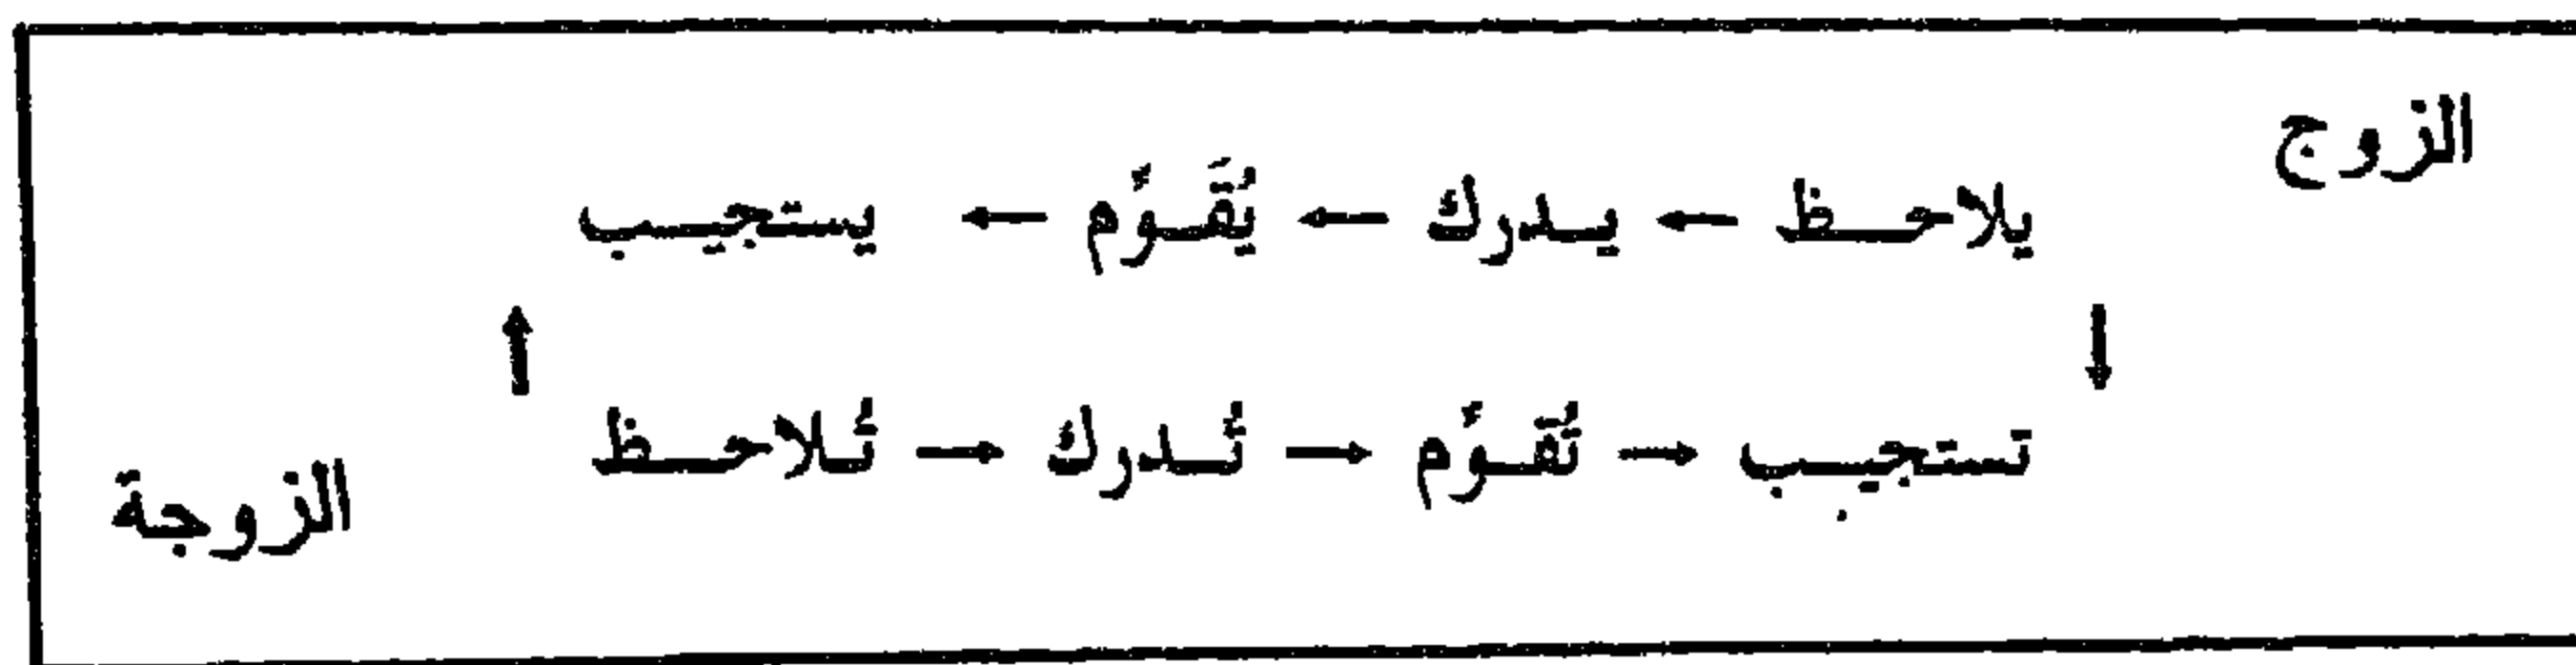 الزوج
يلاحظ ← يدرك ← يُقَوِّم ← يستجيب
↓ ↑
تستجيب → تُقَوِّم → تُدرك → تُلاحظ
الزوجة